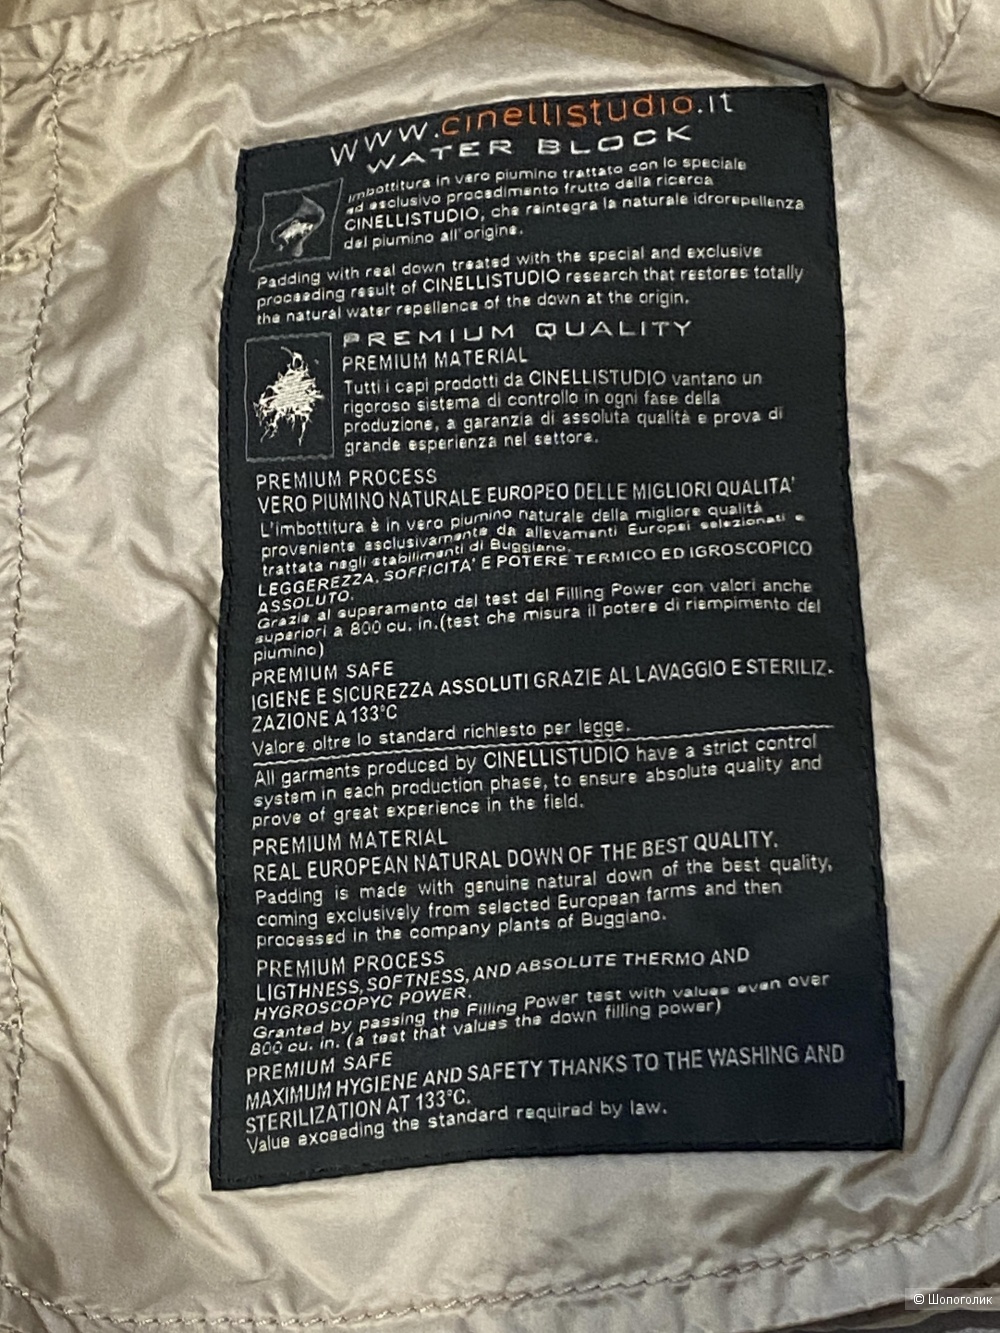 www.cinellistudio.it
WATER BLOCK
Imbottitura in vero piumino trattato con lo speciale
ed esclusivo procedimento frutto della ricerca
CINELLISTUDIO, che reintegra la naturale idrorepellenza
del piumino all'origine.
Padding with real down treated with the special and exclusive
proceeding result of CINELLISTUDIO research that restores totally
the natural water repellence of the down at the origin.
PREMIUM QUALITY
PREMIUM MATERIAL
Tutti i capi prodotti da CINELLISTUDIO vantano un
rigoroso sistema di controllo in ogni fase della
produzione, a garanzia di assoluta qualità e prova di
grande esperienza nel settore.
PREMIUM PROCESS
VERO PIUMINO NATURALE EUROPEO DELLE MIGLIORI QUALITA'
L'imbottitura è in vero piumino naturale della migliore qualità
proveniente esclusivamente da allevamenti Europei selezionati e
trattata negli stabilimenti di Buggiano.
LEGGEREZZA, SOFFICITA' E POTERE TERMICO ED IGROSCOPICO
ASSOLUTO.
Grazie al superamento del test del Filling Power con valori anche
superiori a 800 cu. in.(test che misura il potere di riempimento del
piumino)
PREMIUM SAFE
IGIENE E SICUREZZA ASSOLUTI GRAZIE AL LAVAGGIO E STERILIZ-
ZAZIONE A 133°C
Valore oltre lo standard richiesto per legge.
All garments produced by CINELLISTUDIO have a strict control
system in each production phase, to ensure absolute quality and
prove of great experience in the field.
PREMIUM MATERIAL
REAL EUROPEAN NATURAL DOWN OF THE BEST QUALITY.
Padding is made with genuine natural down of the best quality,
coming exclusively from selected European farms and then
processed in the company plants of Buggiano.
PREMIUM PROCESS
LIGTHNESS, SOFTNESS, AND ABSOLUTE THERMO AND
HYGROSCOPYC POWER.
Granted by passing the Filling Power test with values even over
800 cu. in. (a test that values the down filling power)
PREMIUM SAFE
MAXIMUM HYGIENE AND SAFETY THANKS TO THE WASHING AND
STERILIZATION AT 133°C.
Value exceeding the standard required by law.
© Шопоголик